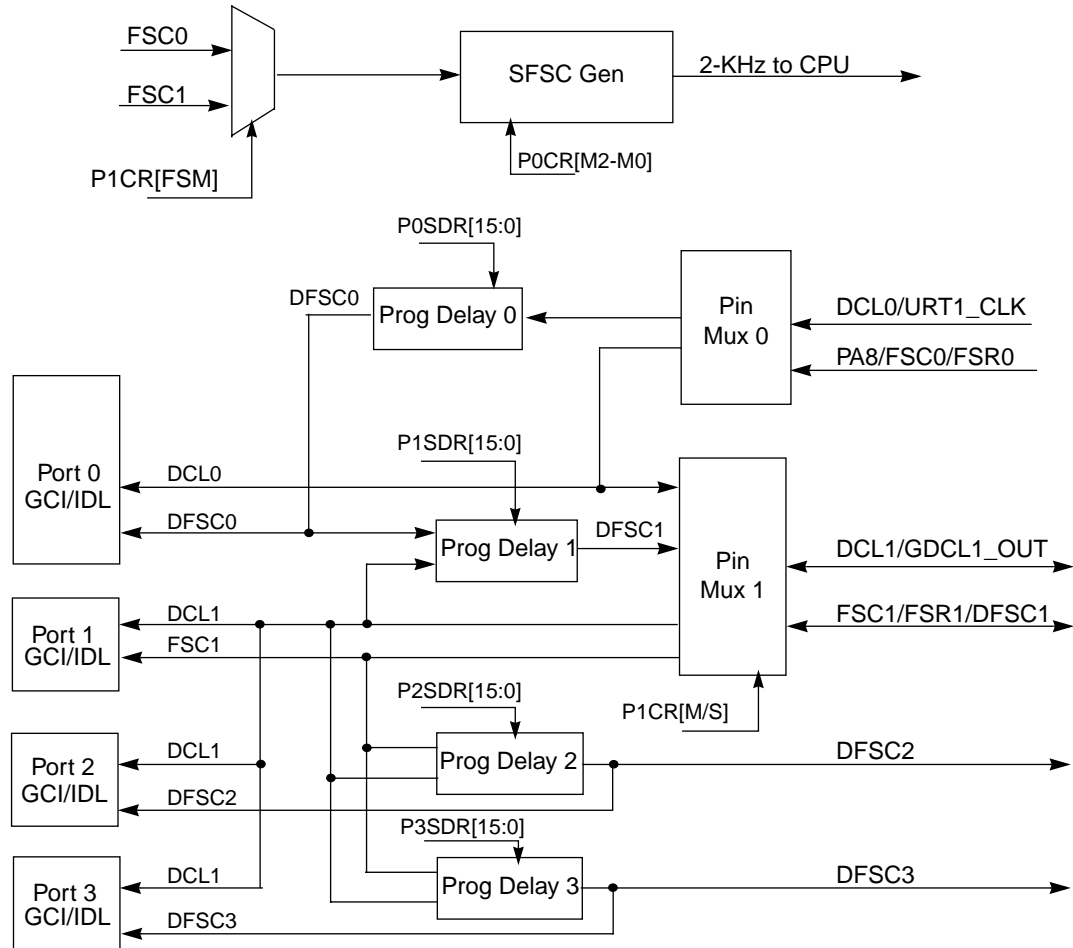 FSC0
FSC1
SFSC Gen
2-KHz to CPU
P1CR[FSM]
P0CR[M2-M0]
P0SDR[15:0]
DFSC0
Prog Delay 0
Pin
Mux 0
DCL0/URT1_CLK
PA8/FSC0/FSR0
P1SDR[15:0]
Port 0
GCI/IDL
DCL0
DFSC0
Prog Delay 1
DFSC1
Pin
Mux 1
DCL1/GDCL1_OUT
FSC1/FSR1/DFSC1
Port 1
GCI/IDL
DCL1
FSC1
P2SDR[15:0]
P1CR[M/S]
Port 2
GCI/IDL
DCL1
DFSC2
Prog Delay 2
DFSC2
P3SDR[15:0]
Port 3
GCI/IDL
DCL1
DFSC3
Prog Delay 3
DFSC3